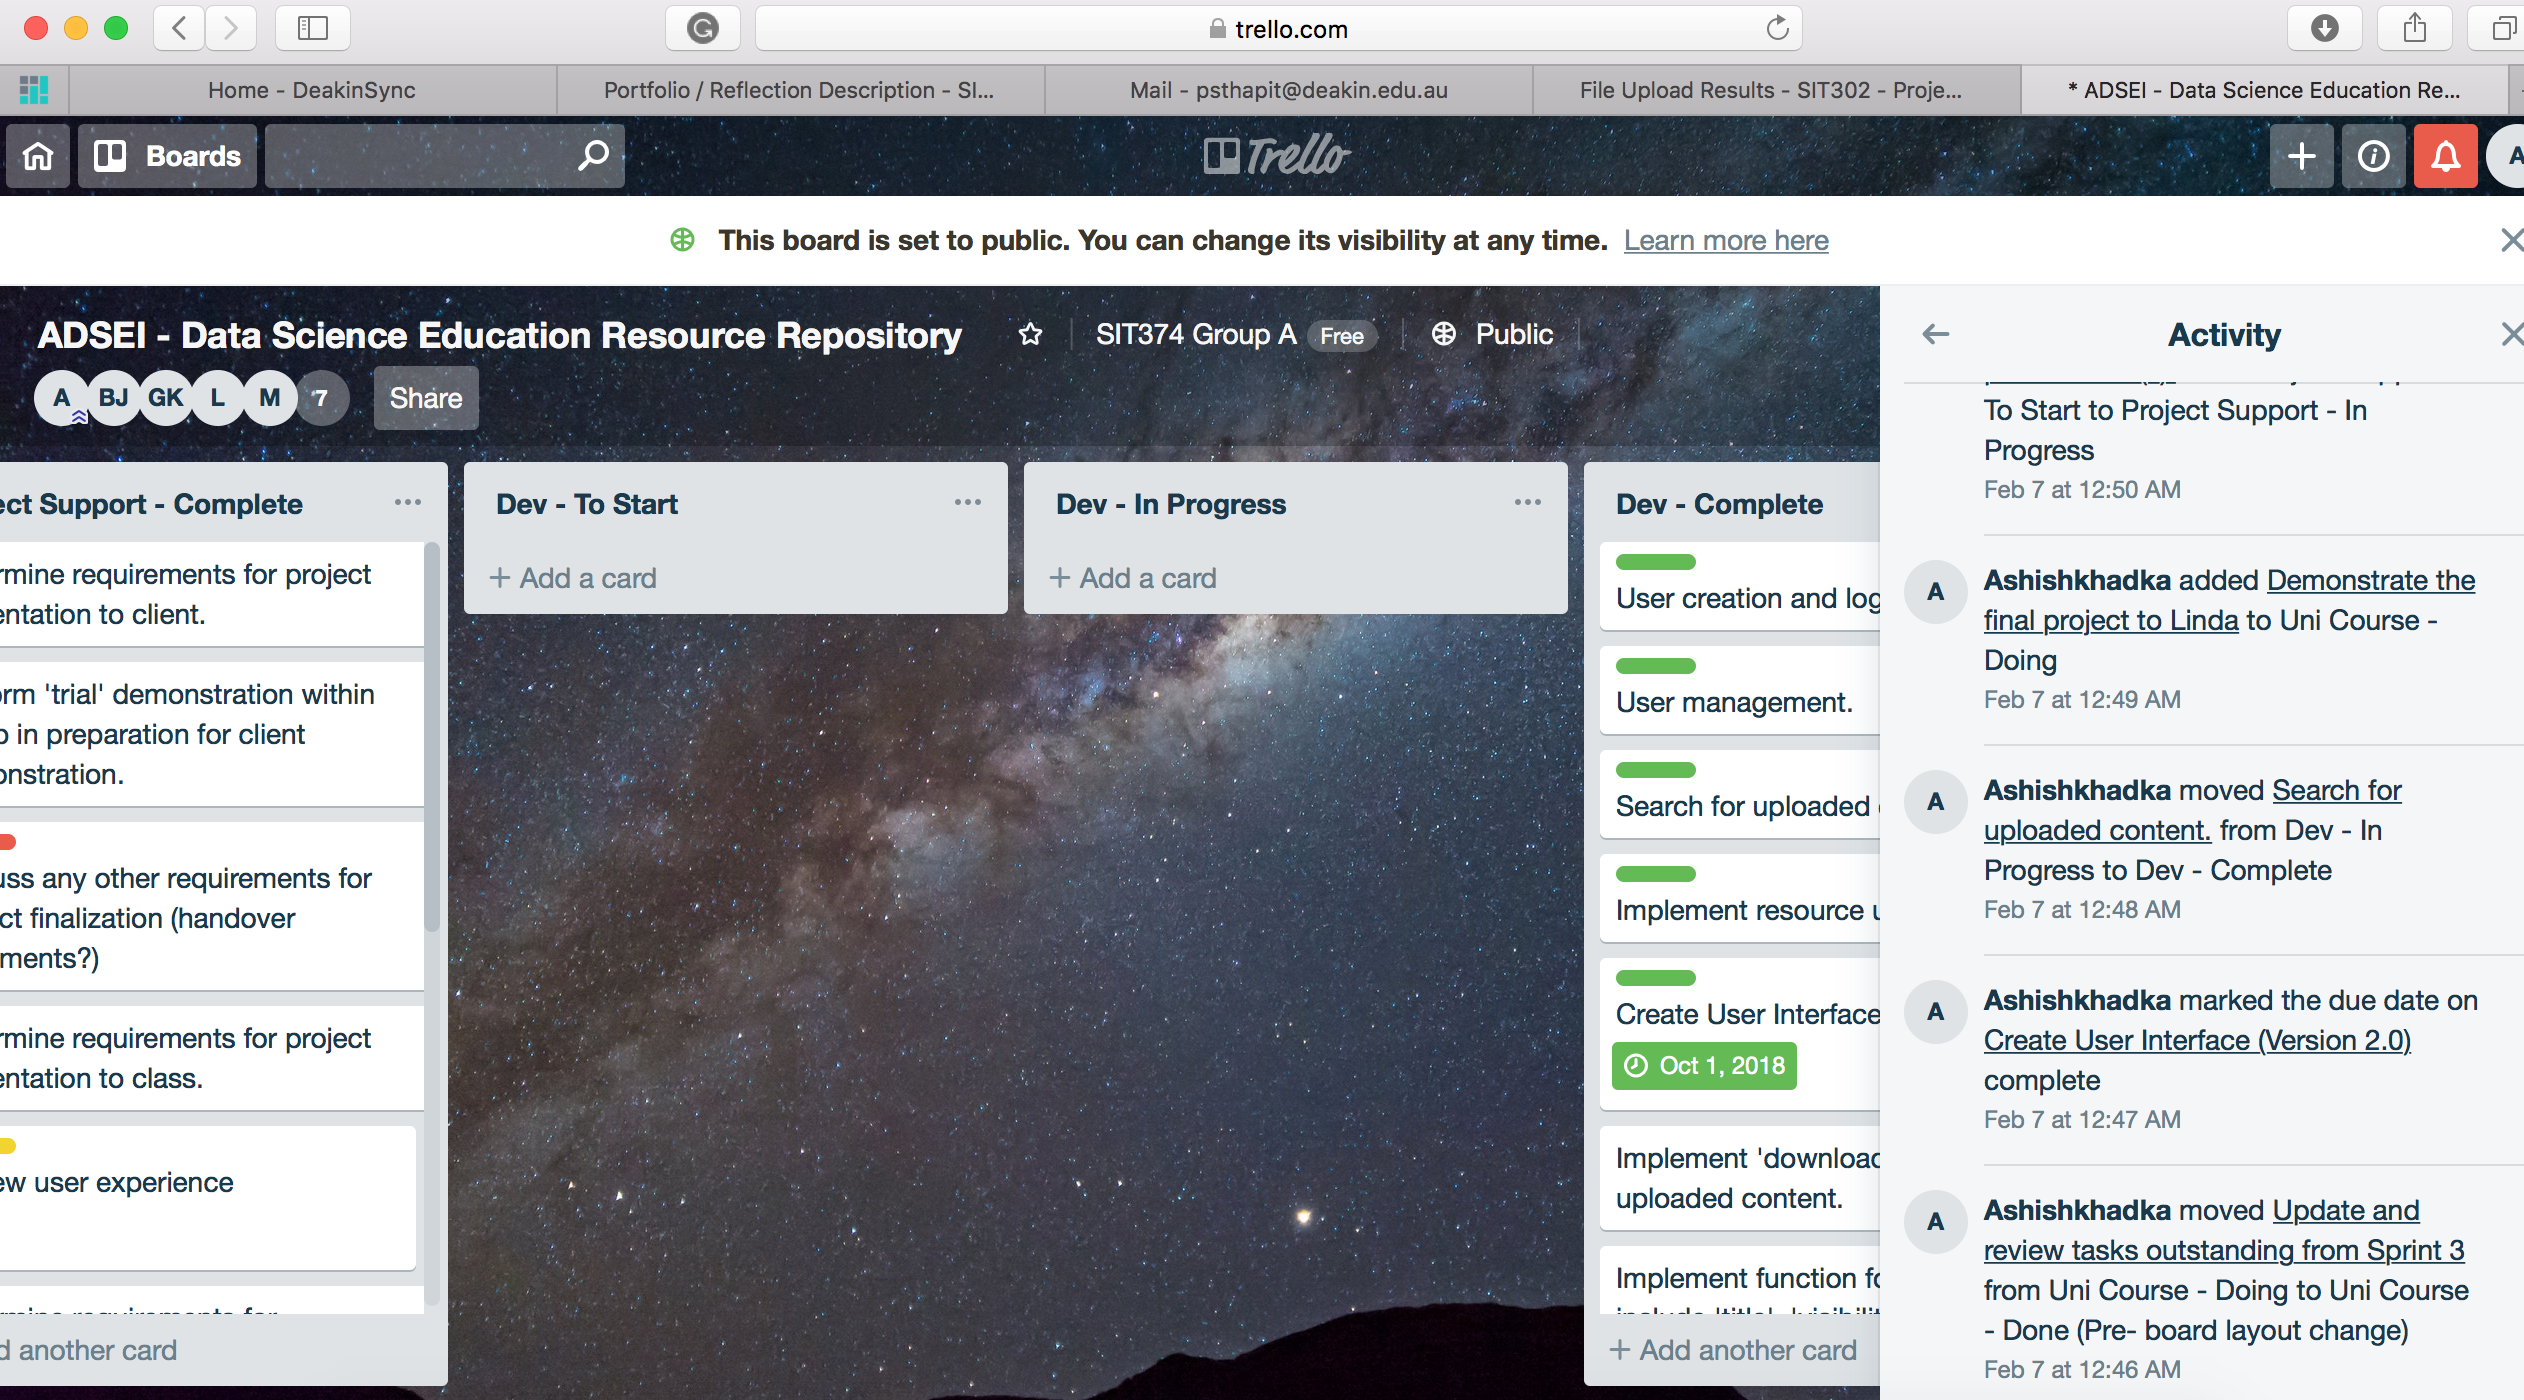 trello.com
Home - DeakinSync
Portfolio / Reflection Description - SI...
Mail - psthapit@deakin.edu.au
File Upload Results - SIT302 - Proje...
* ADSEI - Data Science Education Re...
Boards
Trello
A
This board is set to public. You can change its visibility at any time. Learn more here
ADSEI - Data Science Education Resource Repository
SIT374 Group A Free
Public
A BJ GK L M 7
Share
ect Support - Complete
rmine requirements for project
entation to client.
orm 'trial' demonstration within
p in preparation for client
onstration.
uss any other requirements for
ct finalization (handover
ments?)
rmine requirements for project
entation to class.
ew user experience
d another card
Dev - To Start
+ Add a card
Dev - In Progress
+ Add a card
Dev - Complete
User creation and log
User management.
Search for uploaded
Implement resource u
Create User Interface
Oct 1, 2018
Implement 'download
uploaded content.
Implement function fo
+ Add another card
Activity
To Start to Project Support - In
Progress
Feb 7 at 12:50 AM
A
Ashishkhadka added Demonstrate the
final project to Linda to Uni Course -
Doing
Feb 7 at 12:49 AM
A
Ashishkhadka moved Search for
uploaded content. from Dev - In
Progress to Dev - Complete
Feb 7 at 12:48 AM
A
Ashishkhadka marked the due date on
Create User Interface (Version 2.0)
complete
Feb 7 at 12:47 AM
A
Ashishkhadka moved Update and
review tasks outstanding from Sprint 3
from Uni Course - Doing to Uni Course
- Done (Pre- board layout change)
Feb 7 at 12:46 AM